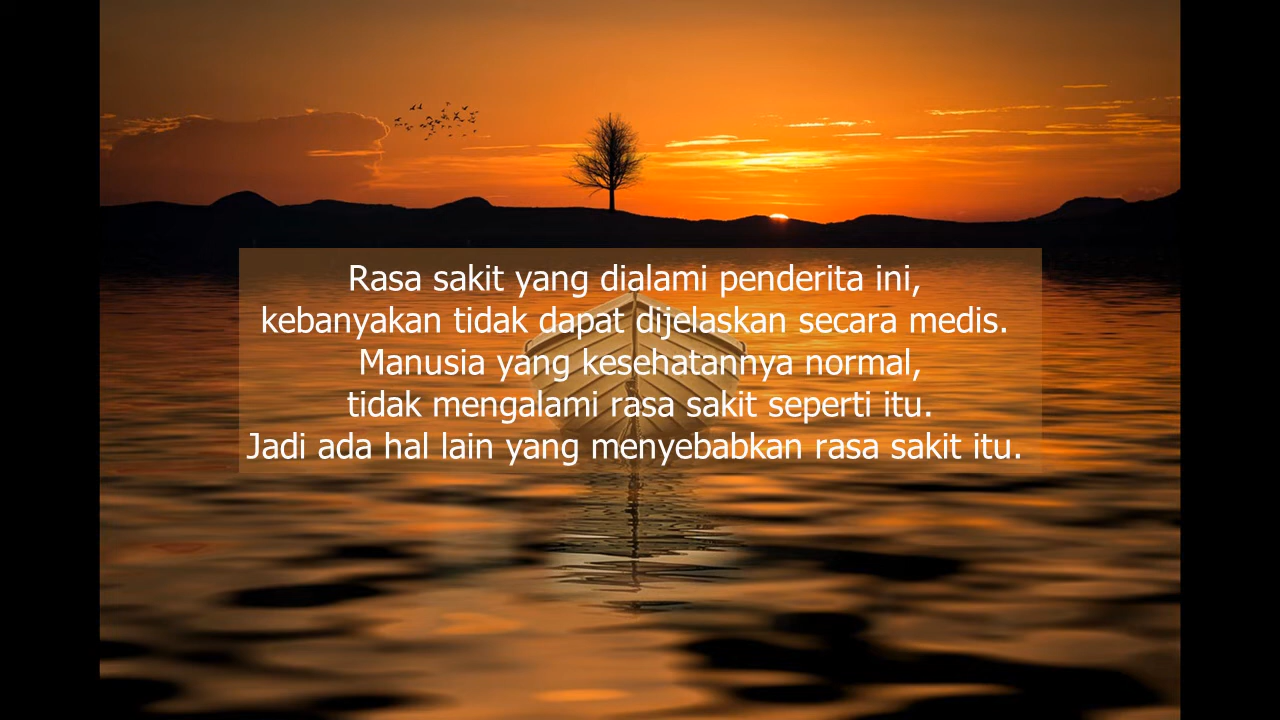 Rasa sakit yang dialami penderita ini,
kebanyakan tidak dapat dijelaskan secara medis.
Manusia yang kesehatannya normal,
tidak mengalami rasa sakit seperti itu.
Jadi ada hal lain yang menyebabkan rasa sakit itu.